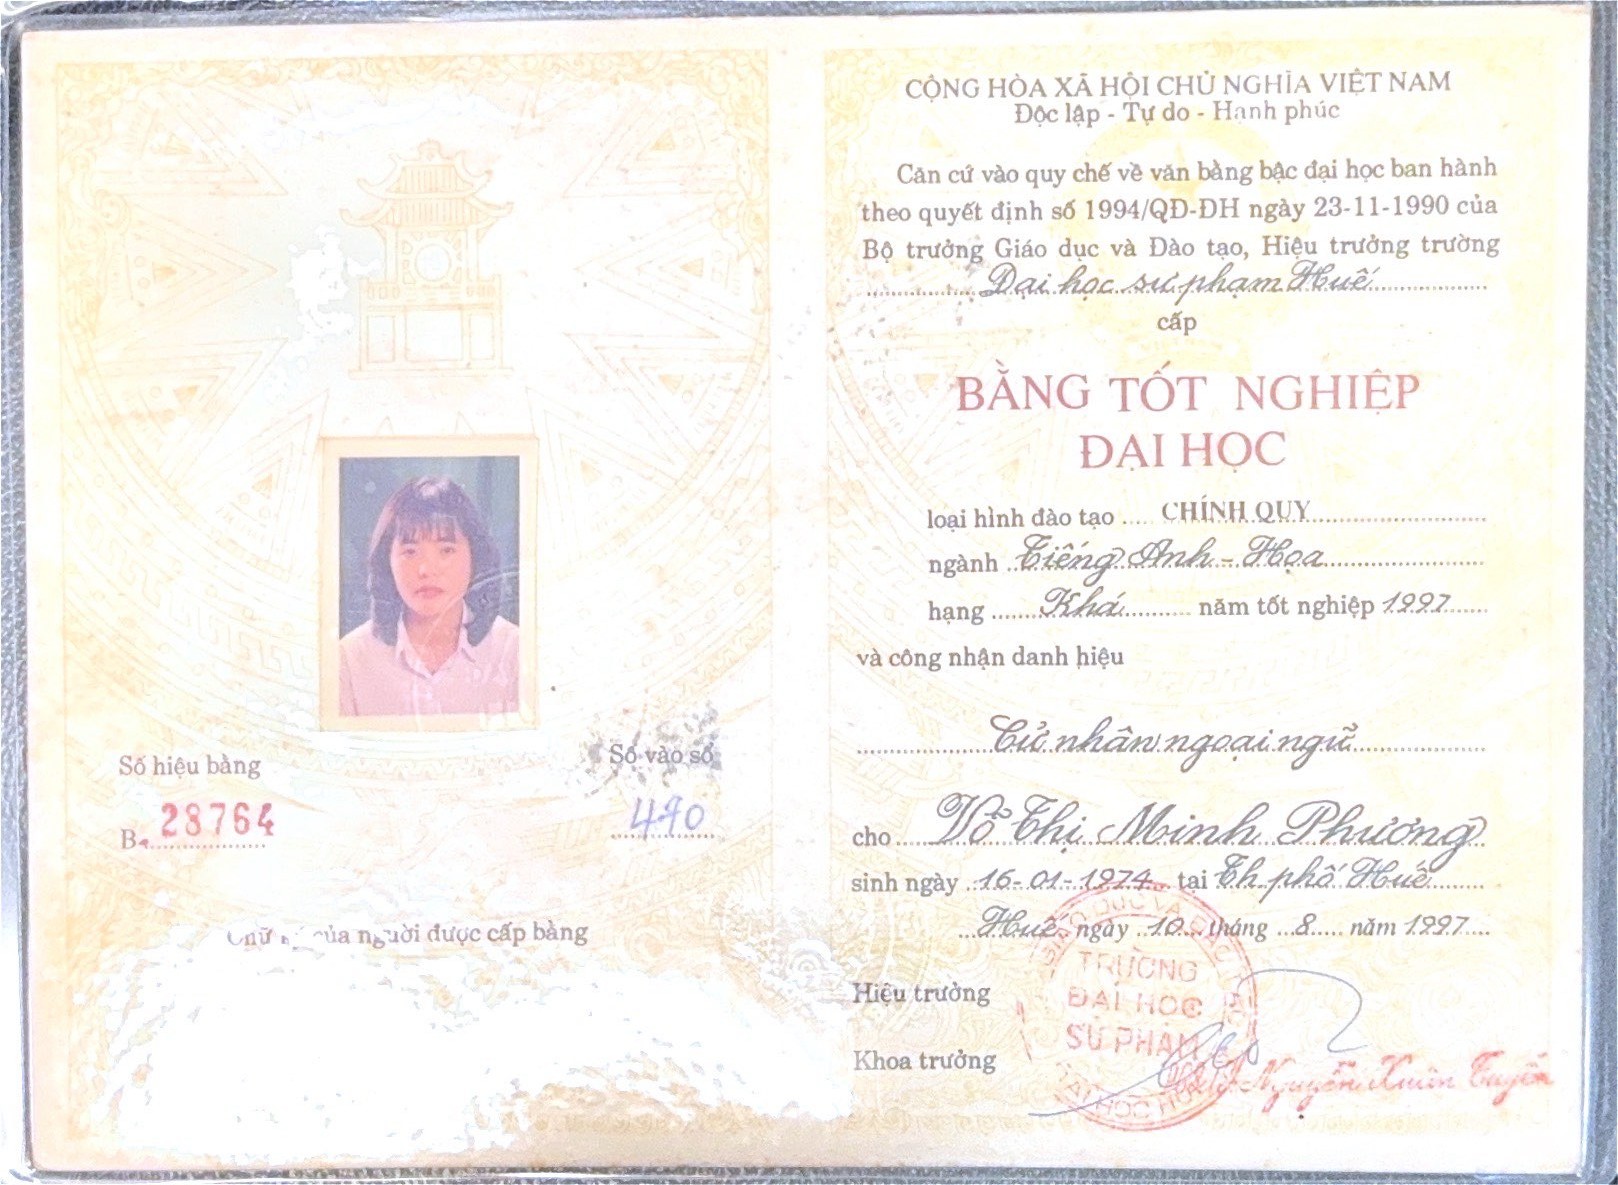 Số hiệu bằng
Số vào sổ
B. 28764
490
của người được cấp bằng
CỘNG HÒA XÃ HỘI CHỦ NGHĨA VIỆT NAM
Độc lập - Tự do - Hạnh phúc
Căn cứ vào quy chế về văn bằng bậc đại học ban hành
theo quyết định số 1994/QĐ-ĐH ngày 23-11-1990 của
Bộ trưởng Giáo dục và Đào tạo, Hiệu trưởng trường
Đại học sư phạm Huế
cấp
BẰNG TỐT NGHIỆP
ĐẠI HỌC
loại hình đào tạo CHÍNH QUY
ngành Tiếng Anh - Họa
hạng Khá năm tốt nghiệp 1997
và công nhận danh hiệu
Cử nhân ngoại ngữ
cho Võ Thị Minh Phương
sinh ngày 16-01-1974 tại Th phố Huế
Huế ngày 10 tháng 8 năm 1997
Hiệu trưởng
Khoa trưởng
TRƯỜNG
ĐẠI HỌC
SƯ PHẠM
Nguyễn Xuân Tuyến